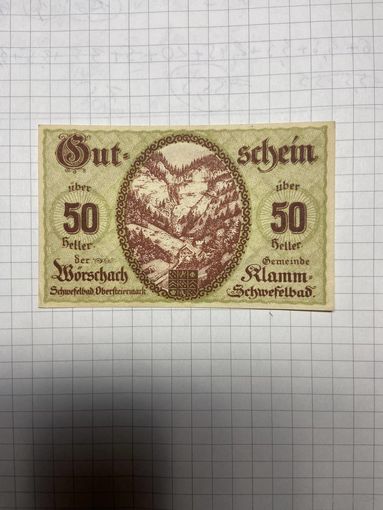 Gut-schein
über über
50 50
Heller Heller
der Gemeinde
Wörschach Klamm-
Schwefelbad Obersteiermark. Schwefelbad.